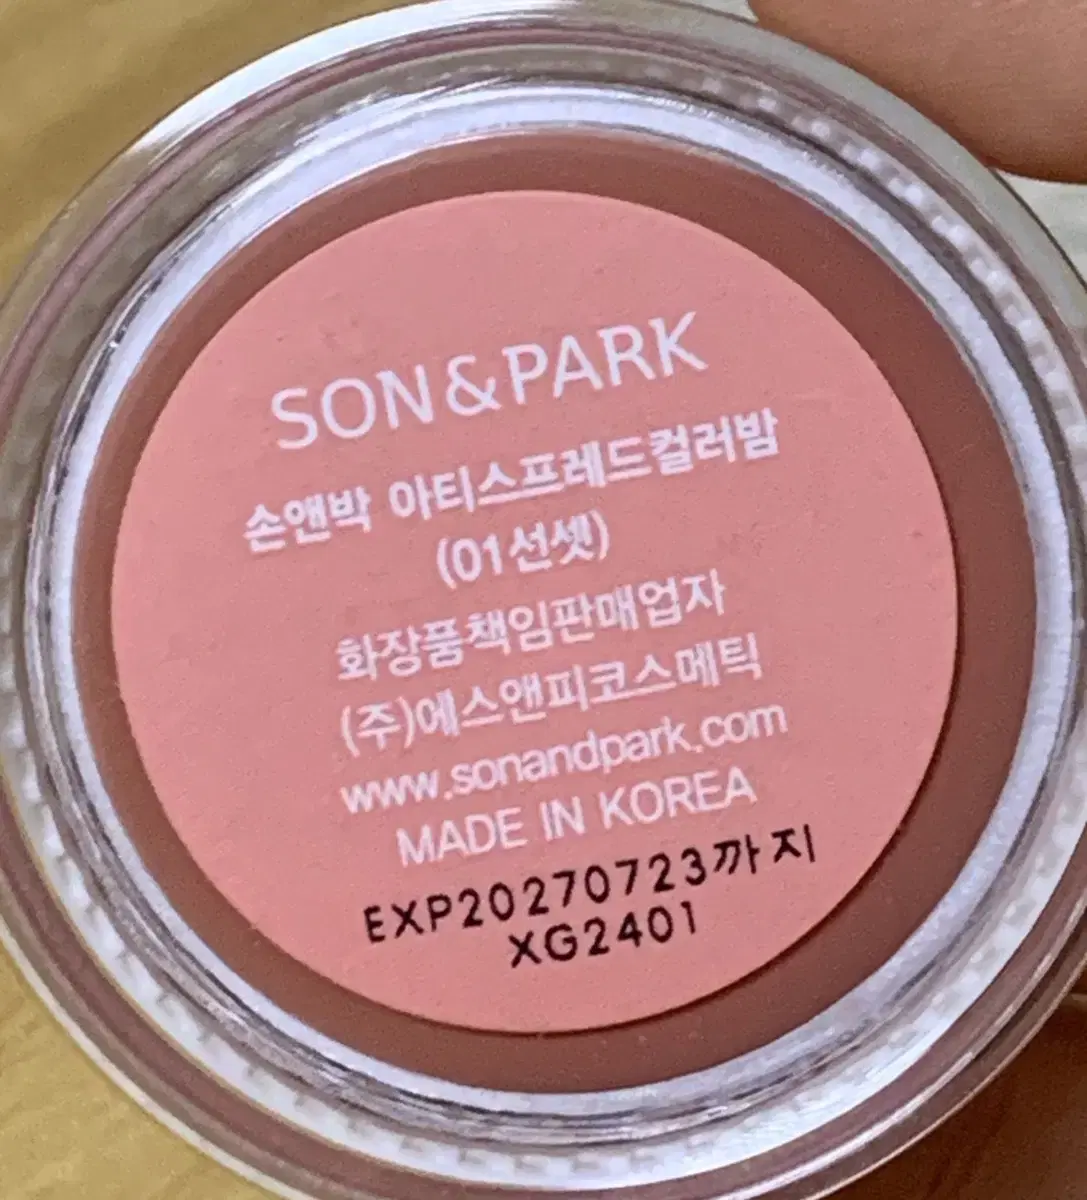 SON&PARK
손앤박 아티스프레드컬러밤
(01선셋)
화장품책임판매업자
(주)에스앤피코스메틱
www.sonandpark.com
MADE IN KOREA
EXP20270723까지
XG2401